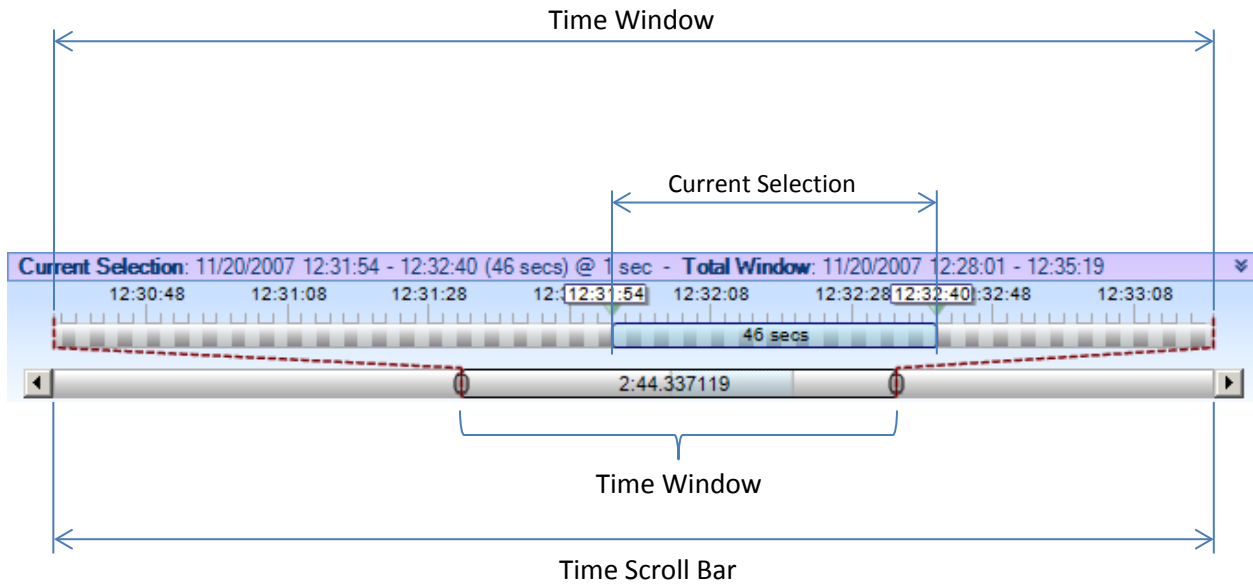 Time Window
Current Selection
Current Selection: 11/20/2007 12:31:54 - 12:32:40 (46 secs) @ 1 sec - Total Window: 11/20/2007 12:28:01 - 12:35:19
12:30:48 12:31:08 12:31:28 12: 12:31:54 12:32:08 12:32:28 12:32:40 :32:48 12:33:08
46 secs
2:44.337119
Time Window
Time Scroll Bar